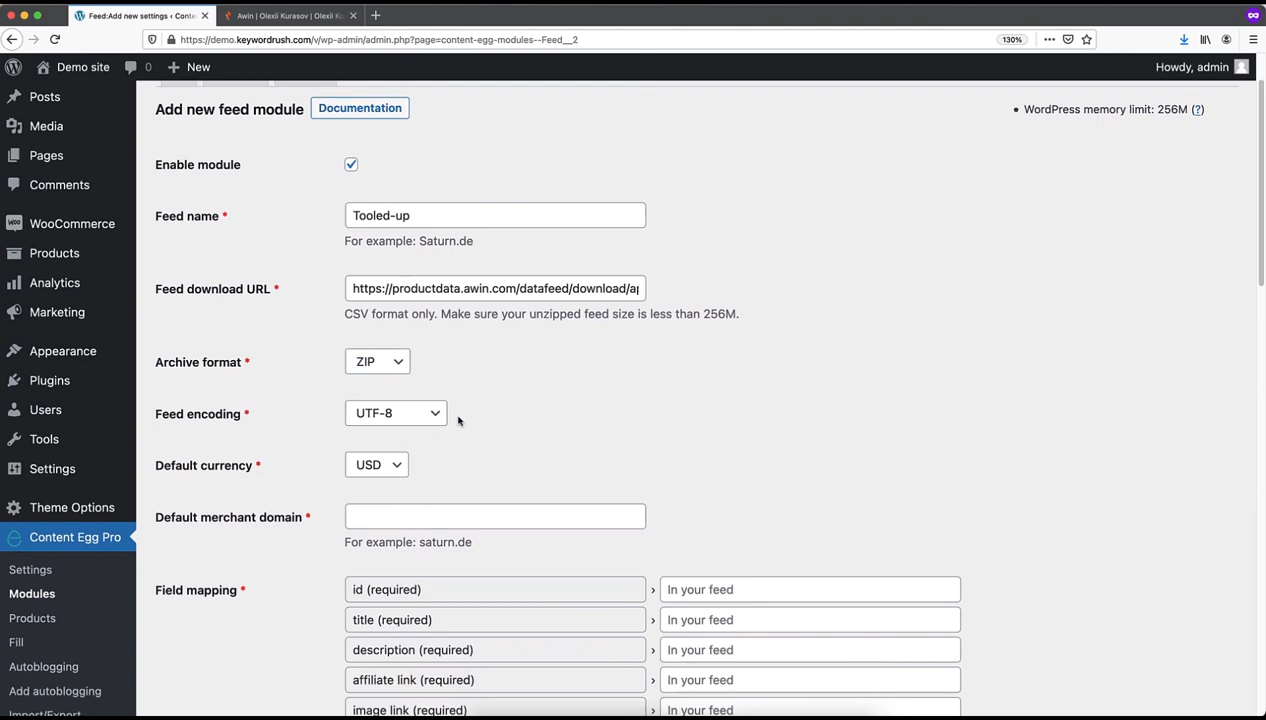 Feed:Add new settings ‹ Conte
Awin | Olexii Kurasov | Olexii Ku
https://demo.keywordrush.com/v/wp-admin/admin.php?page=content-egg-modules--Feed__2
130%
Demo site
0
New
Howdy, admin
Posts
Media
Pages
Comments
WooCommerce
Products
Analytics
Marketing
Appearance
Plugins
Users
Tools
Settings
Theme Options
Content Egg Pro
Settings
Modules
Products
Fill
Autoblogging
Add autoblogging
Import/Export
Add new feed module
Documentation
WordPress memory limit: 256M (?)
Enable module
Feed name *
Tooled-up
For example: Saturn.de
Feed download URL *
https://productdata.awin.com/datafeed/download/ap
CSV format only. Make sure your unzipped feed size is less than 256M.
Archive format *
ZIP
Feed encoding *
UTF-8
Default currency *
USD
Default merchant domain *
For example: saturn.de
Field mapping *
id (required) › In your feed
title (required) › In your feed
description (required) › In your feed
affiliate link (required) › In your feed
image link (required) › In your feed